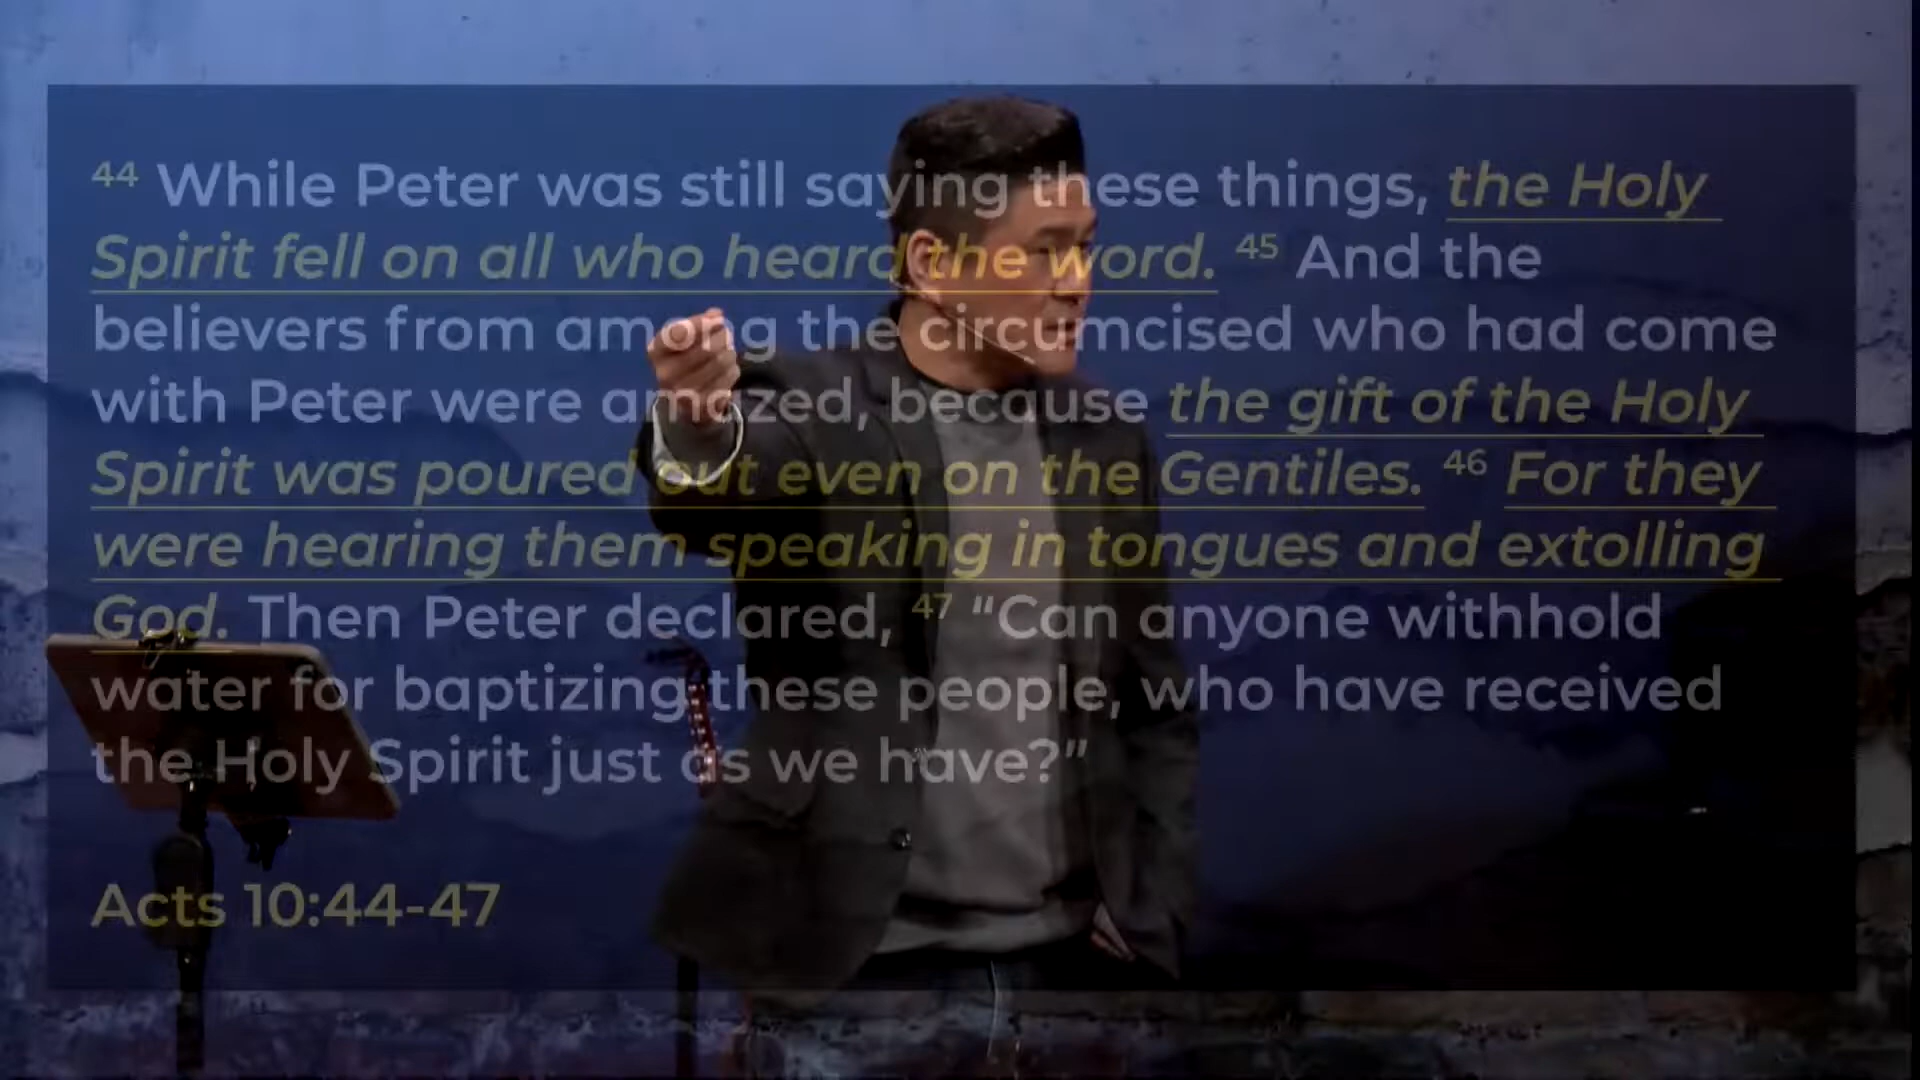 44 While Peter was still saying these things, the Holy
Spirit fell on all who heard the word. 45 And the
believers from among the circumcised who had come
with Peter were amazed, because the gift of the Holy
Spirit was poured out even on the Gentiles. 46 For they
were hearing them speaking in tongues and extolling
God. Then Peter declared, 47 “Can anyone withhold
water for baptizing these people, who have received
the Holy Spirit just as we have?”
Acts 10:44-47